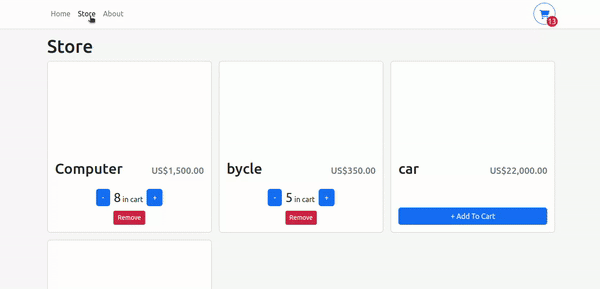 Home Store About
13
Store
Computer US$1,500.00
- 8 in cart +
Remove
bycle US$350.00
- 5 in cart +
Remove
car US$22,000.00
+ Add To Cart